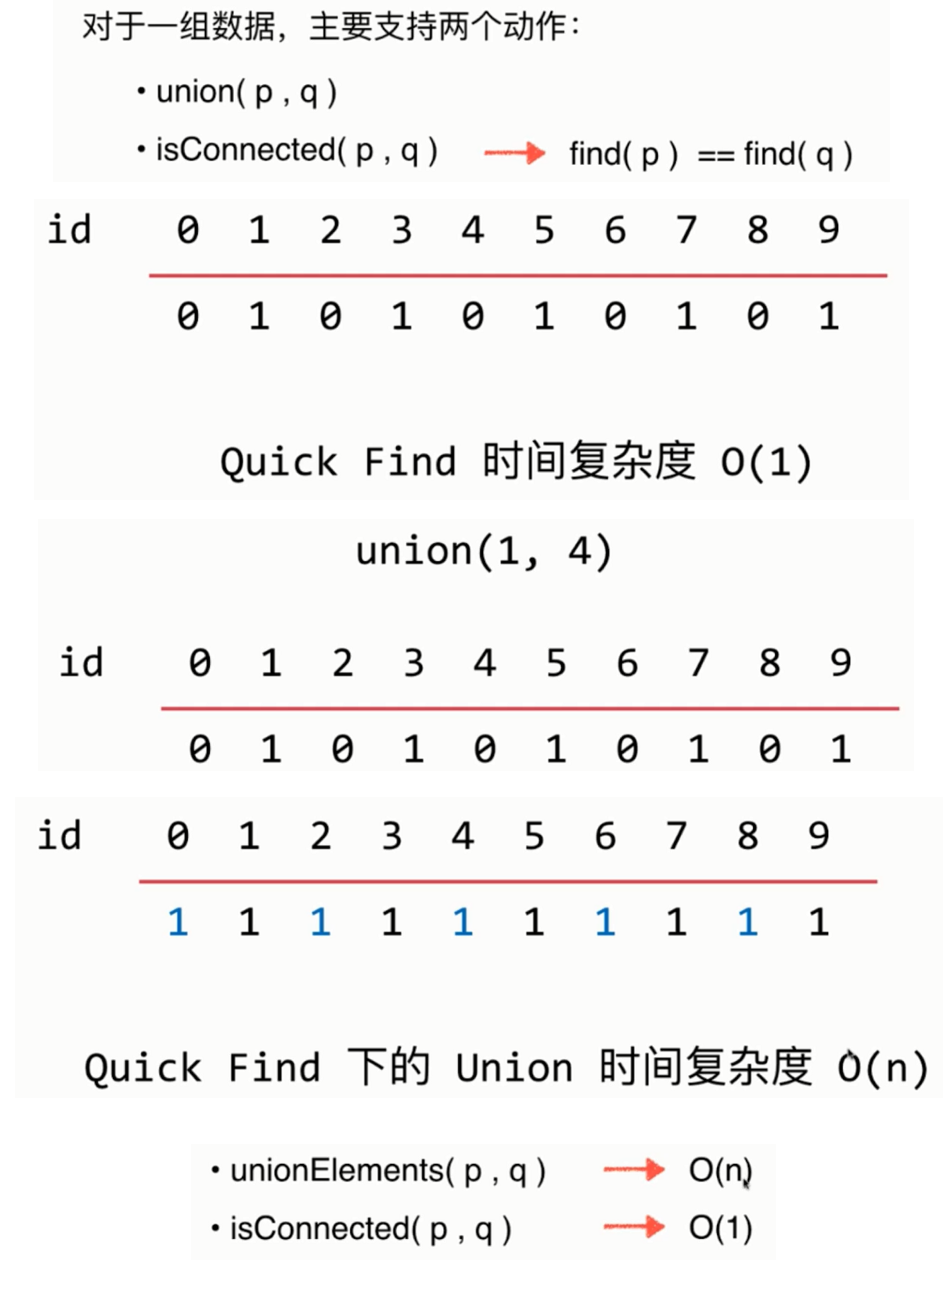 对于一组数据，主要支持两个动作：
• union( p , q )
• isConnected( p , q ) find( p ) == find( q )
id 0 1 2 3 4 5 6 7 8 9
0 1 0 1 0 1 0 1 0 1
Quick Find 时间复杂度 O(1)
union(1, 4)
id 0 1 2 3 4 5 6 7 8 9
0 1 0 1 0 1 0 1 0 1
id 0 1 2 3 4 5 6 7 8 9
1 1 1 1 1 1 1 1 1 1
Quick Find 下的 Union 时间复杂度 O(n)
• unionElements( p , q ) O(n)
• isConnected( p , q ) O(1)